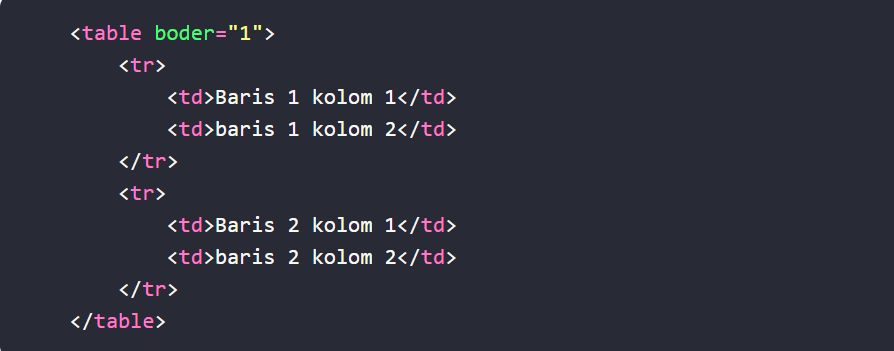 <table boder="1">
<tr>
<td>Baris 1 kolom 1</td>
<td>baris 1 kolom 2</td>
</tr>
<tr>
<td>Baris 2 kolom 1</td>
<td>baris 2 kolom 2</td>
</tr>
</table>